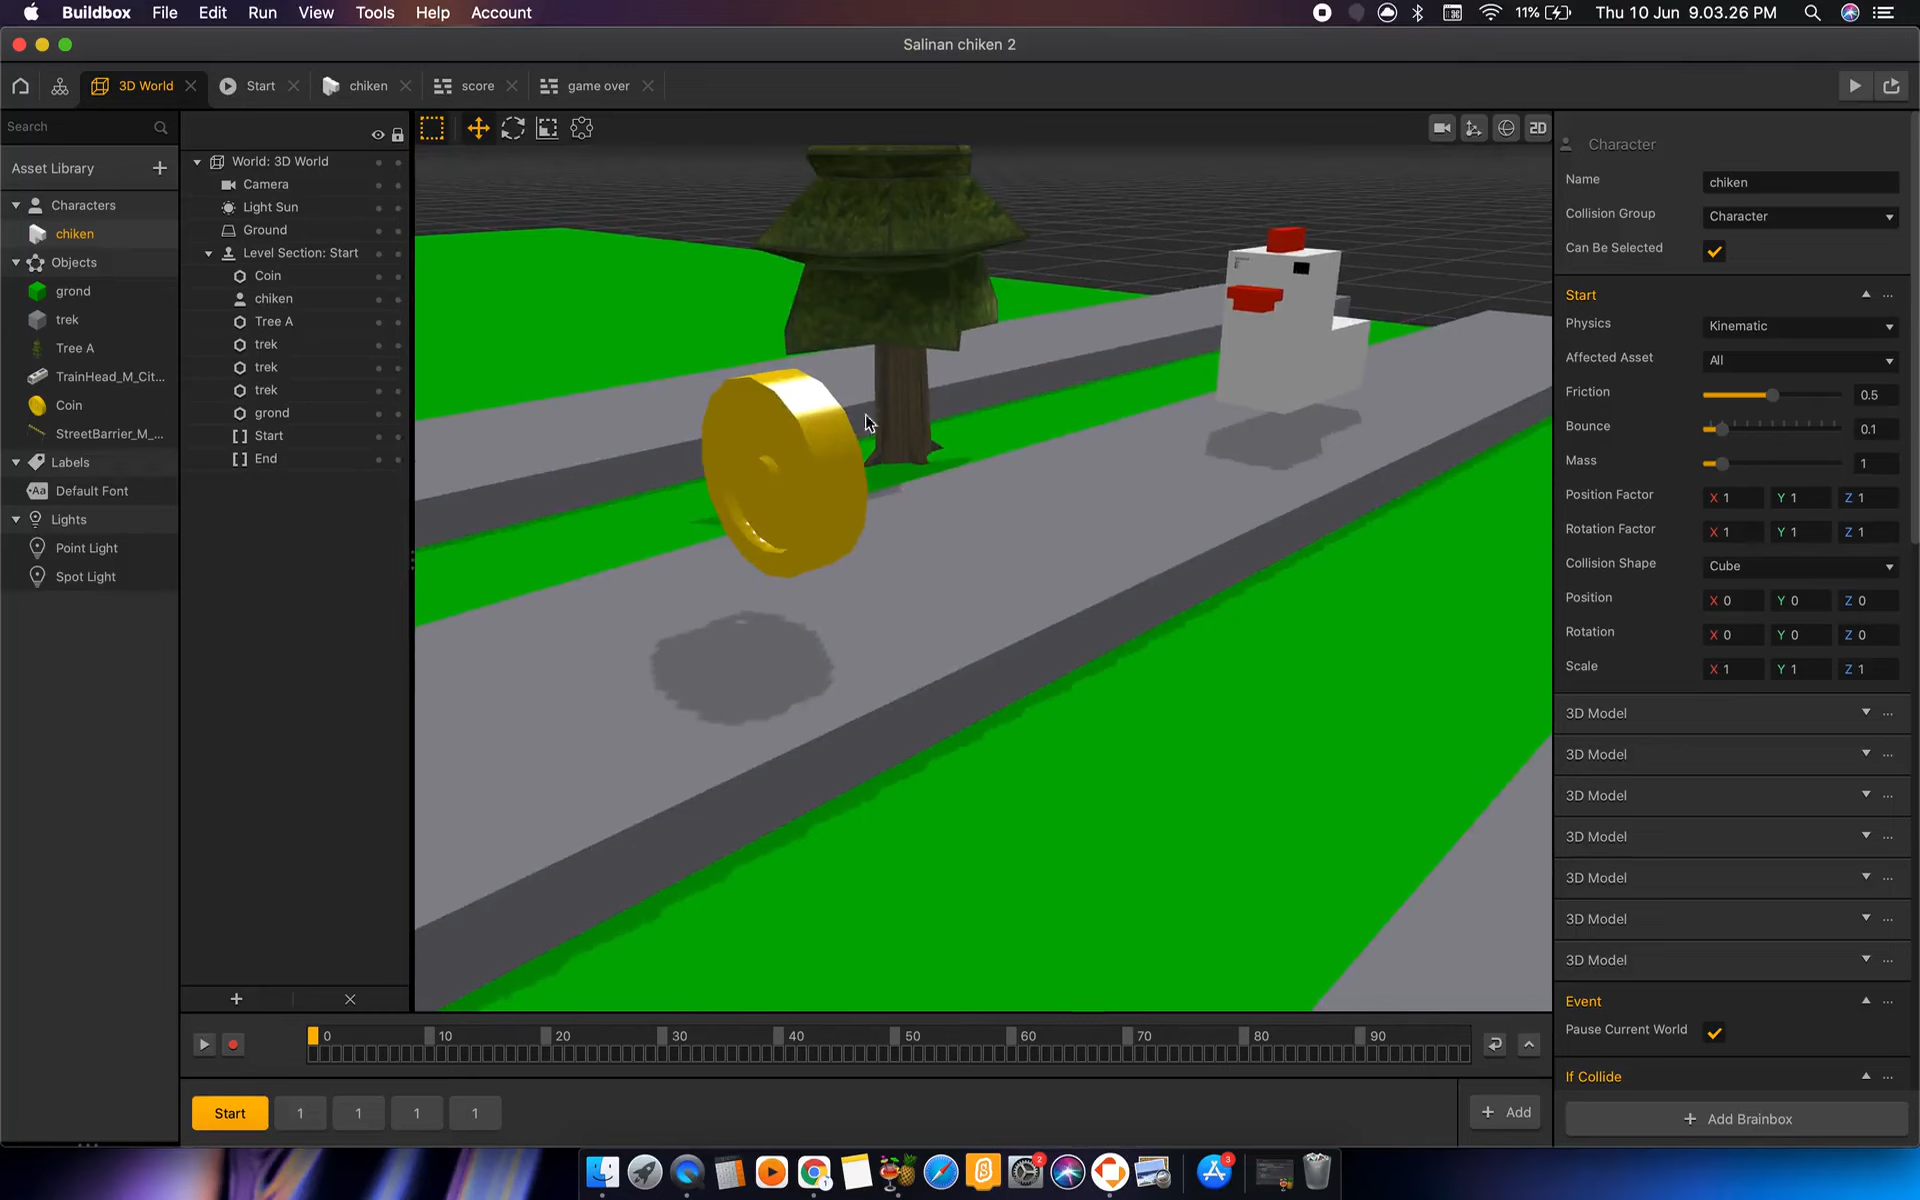 Buildbox File Edit Run View Tools Help Account 11% Thu 10 Jun 9.03.26 PM
Salinan chiken 2
3D World Start chiken score game over
Search
Asset Library
Characters
chiken
Objects
grond
trek
Tree A
TrainHead_M_Cit...
Coin
StreetBarrier_M_...
Labels
Aa Default Font
Lights
Point Light
Spot Light
World: 3D World
Camera
Light Sun
Ground
Level Section: Start
Coin
chiken
Tree A
trek
trek
trek
grond
Start
End
2D
Character
Name chiken
Collision Group Character
Can Be Selected
Start
Physics Kinematic
Affected Asset All
Friction 0.5
Bounce 0.1
Mass 1
Position Factor X 1 Y 1 Z 1
Rotation Factor X 1 Y 1 Z 1
Collision Shape Cube
Position X 0 Y 0 Z 0
Rotation X 0 Y 0 Z 0
Scale X 1 Y 1 Z 1
3D Model
3D Model
3D Model
3D Model
3D Model
3D Model
3D Model
Event
Pause Current World
If Collide
+ Add Brainbox
0 10 20 30 40 50 60 70 80 90
Start 1 1 1 1 + Add
1 2 3